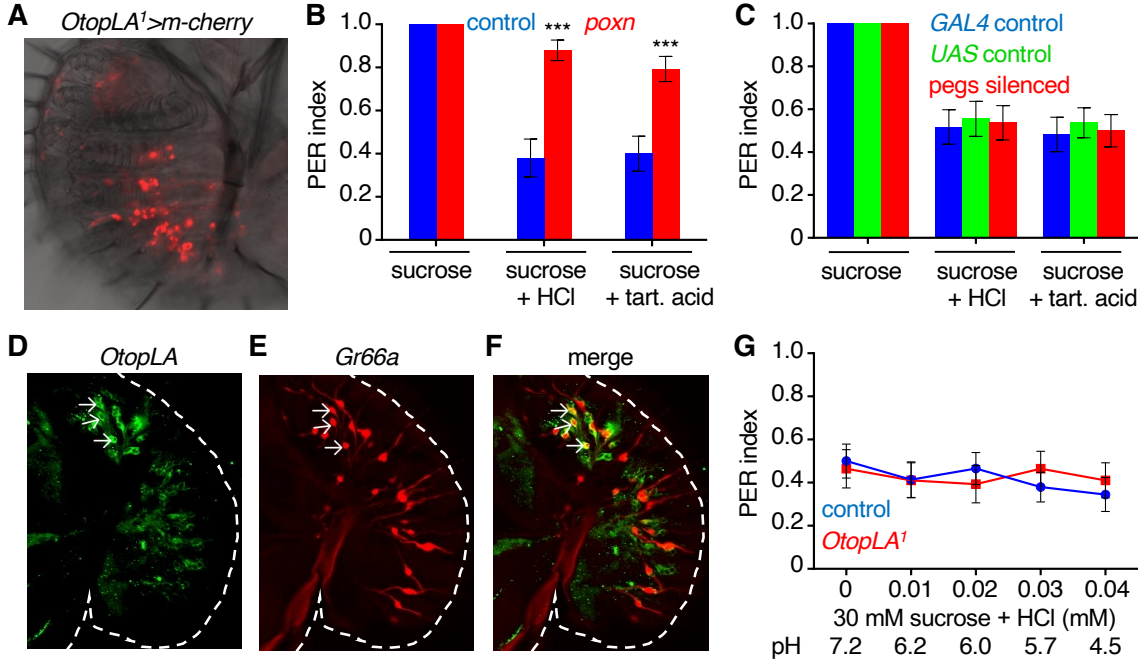 A
OtopLA¹>m-cherry
B
control
poxn
PER index
1.0
0.8
0.6
0.4
0.2
0
***
***
sucrose
sucrose
+ HCl
sucrose
+ tart. acid
C
GAL4 control
UAS control
pegs silenced
PER index
1.0
0.8
0.6
0.4
0.2
0
sucrose
sucrose
+ HCl
sucrose
+ tart. acid
D
OtopLA
E
Gr66a
F
merge
G
PER index
1.0
0.8
0.6
0.4
0.2
0
control
OtopLA¹
0 0.01 0.02 0.03 0.04
30 mM sucrose + HCl (mM)
pH 7.2 6.2 6.0 5.7 4.5